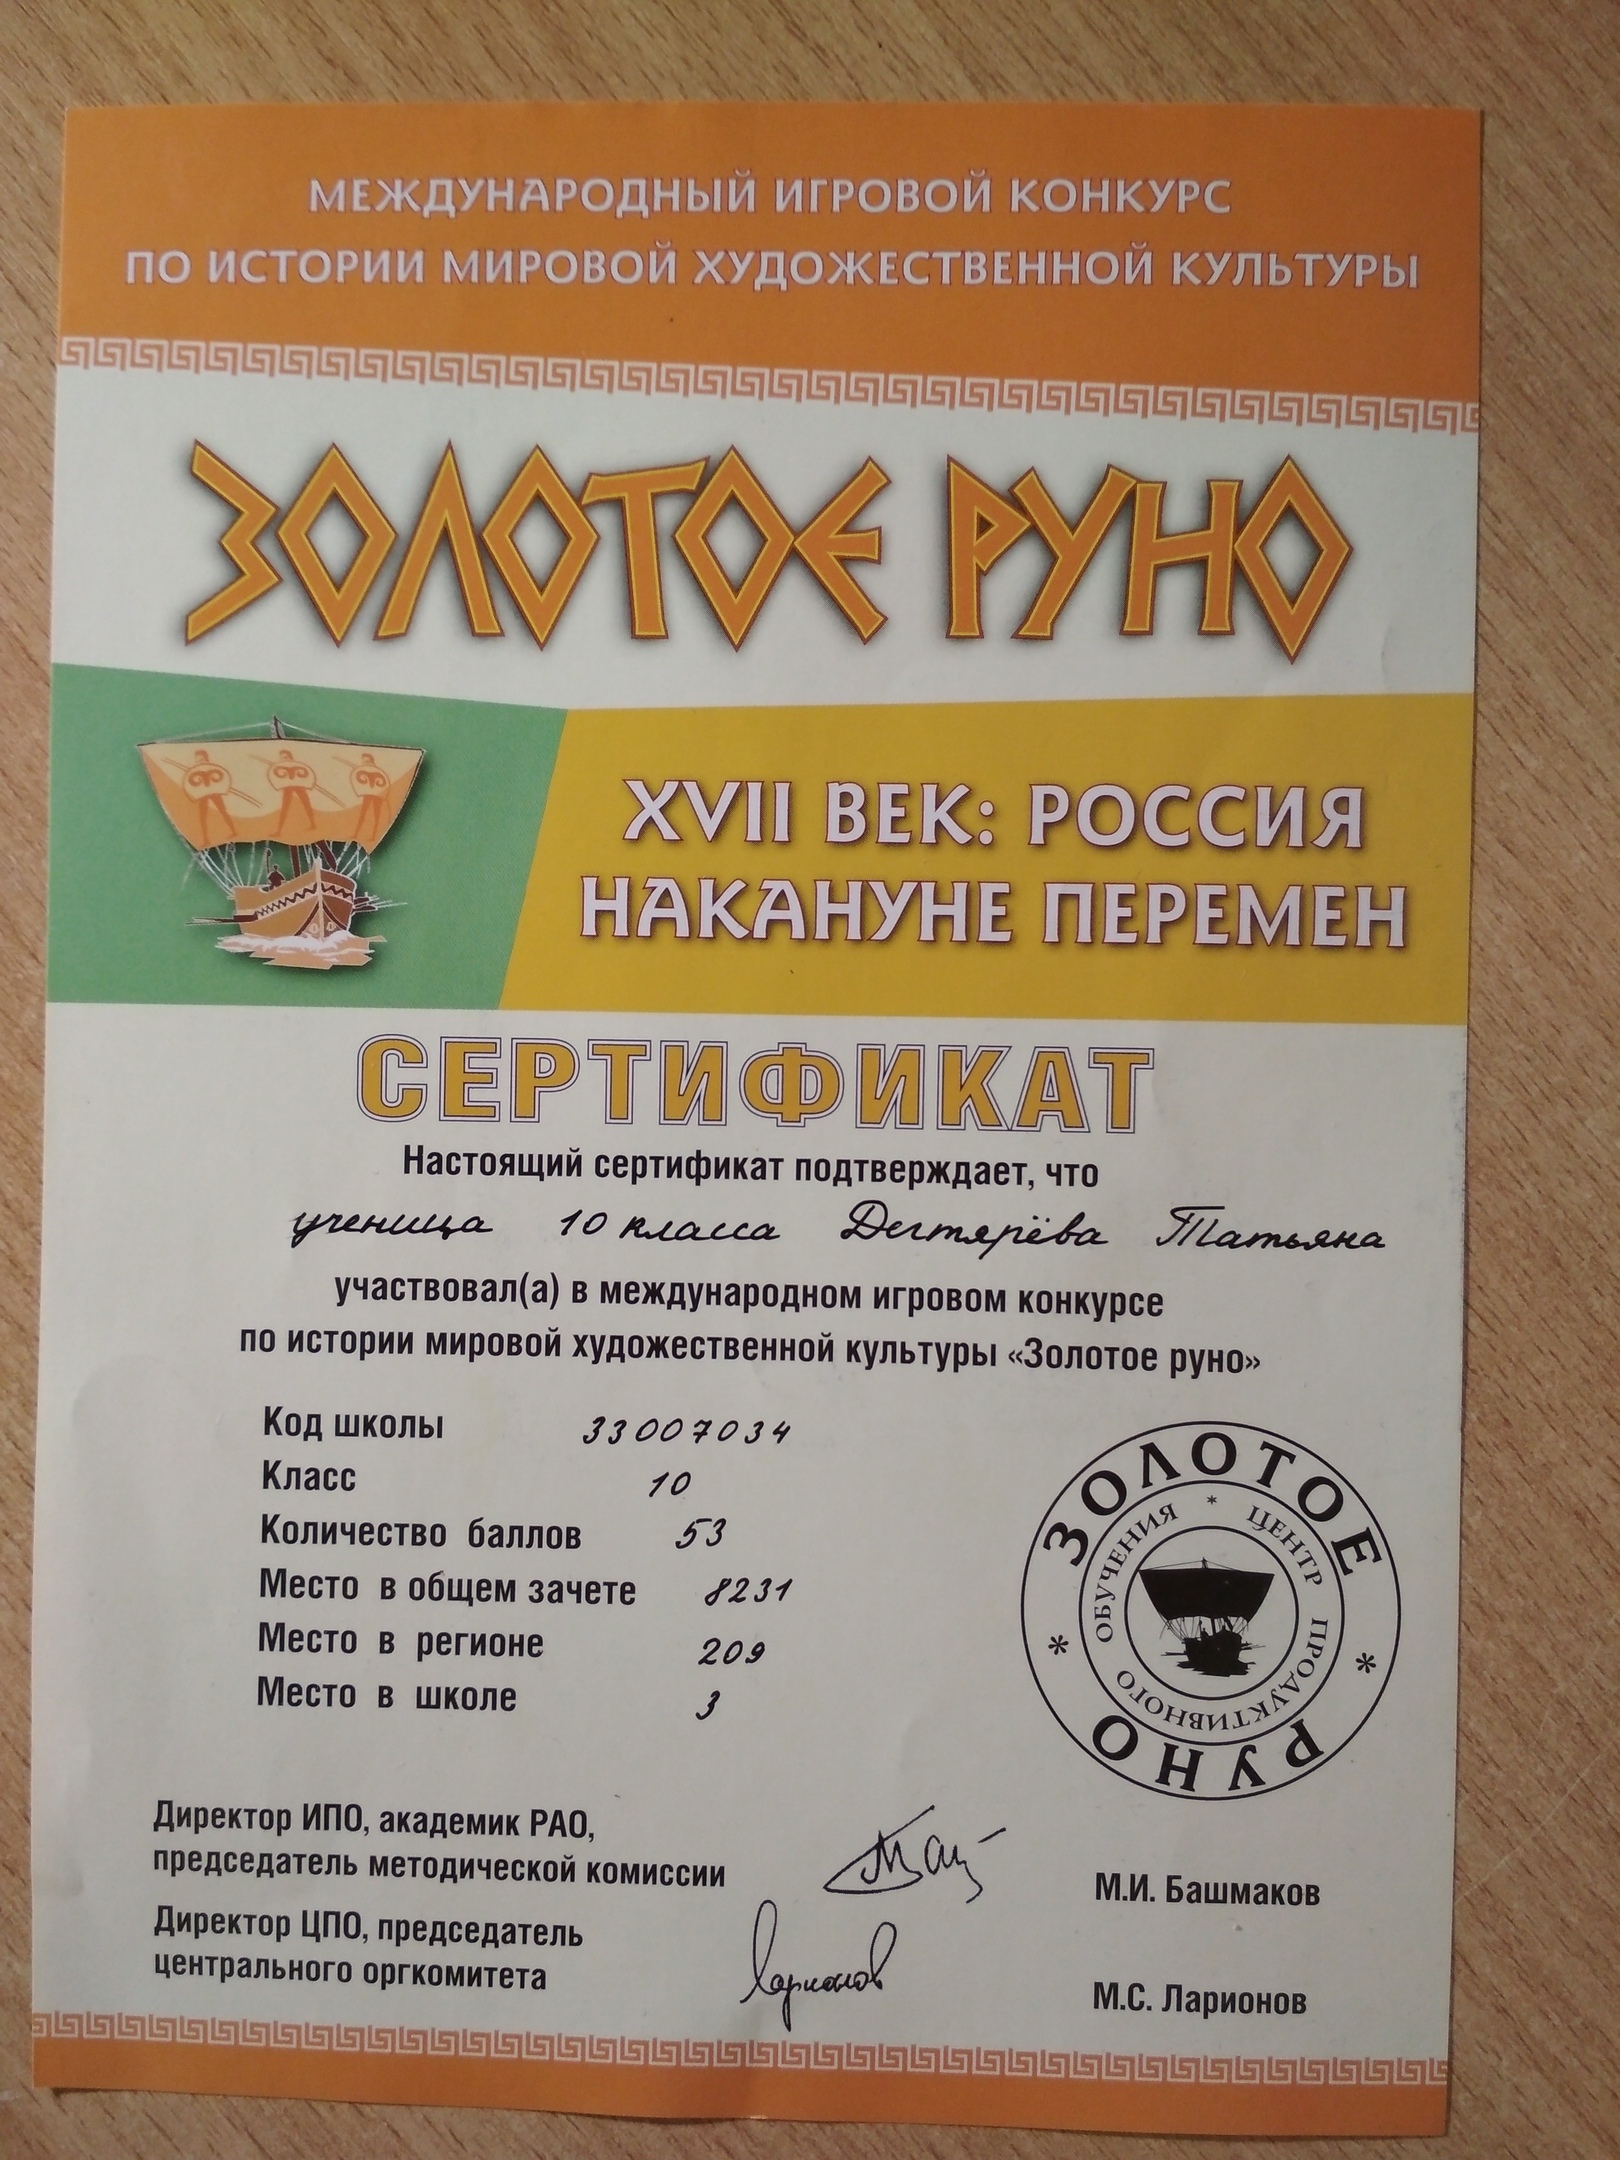 МЕЖДУНАРОДНЫЙ ИГРОВОЙ КОНКУРС
ПО ИСТОРИИ МИРОВОЙ ХУДОЖЕСТВЕННОЙ КУЛЬТУРЫ
ЗОЛОТОЕ РУНО
XVII ВЕК: РОССИЯ
НАКАНУНЕ ПЕРЕМЕН
СЕРТИФИКАТ
Настоящий сертификат подтверждает, что
ученица 10 класса Дегтярёва Татьяна
участвовал(а) в международном игровом конкурсе
по истории мировой художественной культуры «Золотое руно»
Код школы 33007034
Класс 10
Количество баллов 53
Место в общем зачете 8231
Место в регионе 209
Место в школе 3
ЗОЛОТОЕ * РУНО *
* ЦЕНТР ПРОДУКТИВНОГО ОБУЧЕНИЯ
Директор ИПО, академик РАО,
председатель методической комиссии
М.И. Башмаков
Директор ЦПО, председатель
центрального оргкомитета
Ларионов
М.С. Ларионов